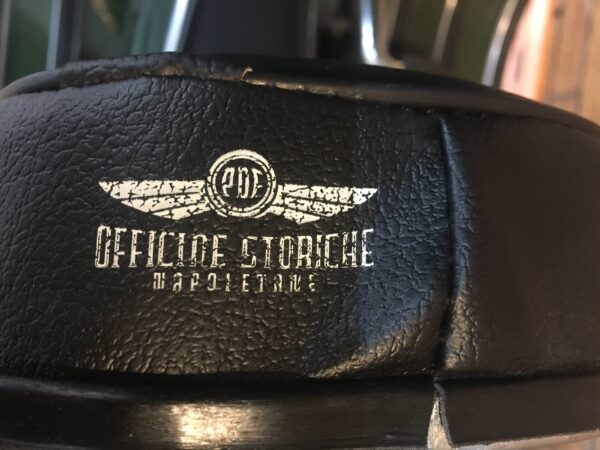 PDF
OFFICINE STORICHE
NAPOLETANE